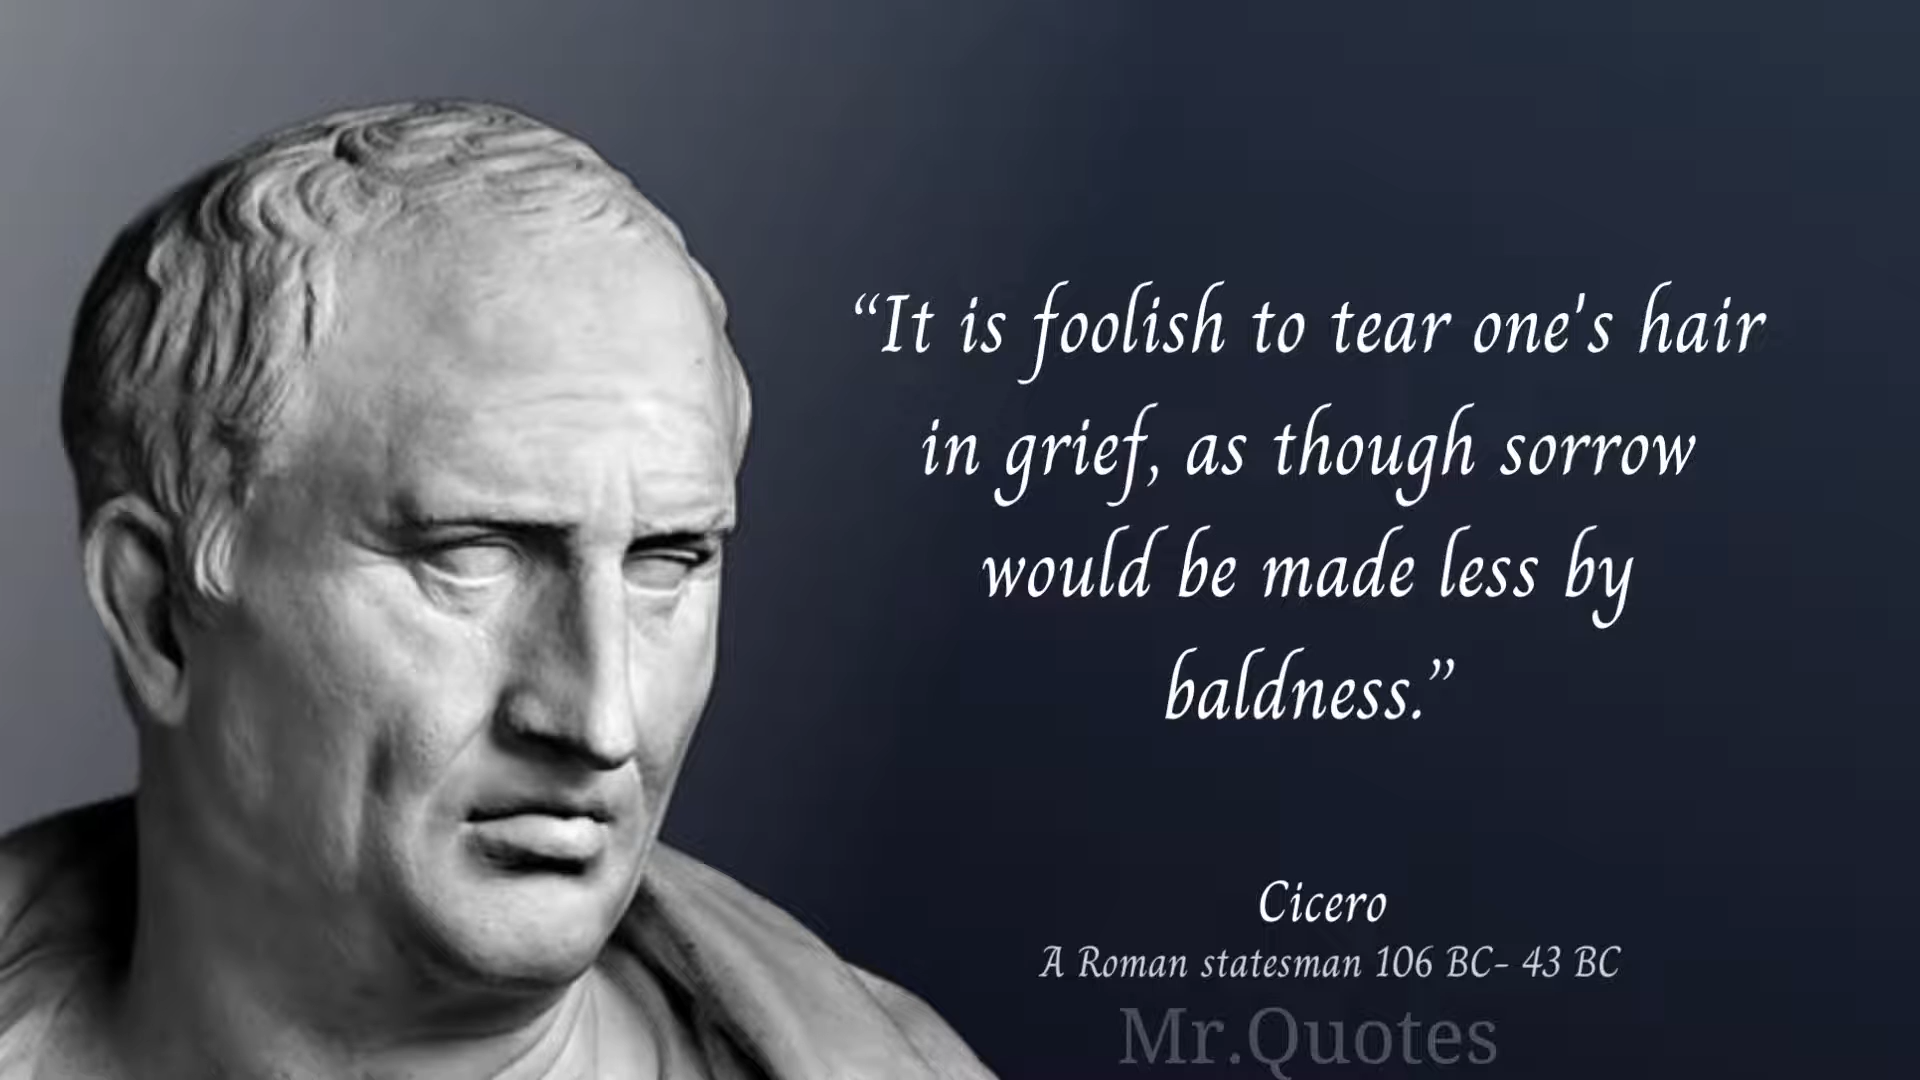 “It is foolish to tear one's hair
in grief, as though sorrow
would be made less by
baldness.”
Cicero
A Roman statesman 106 BC- 43 BC
Mr.Quotes